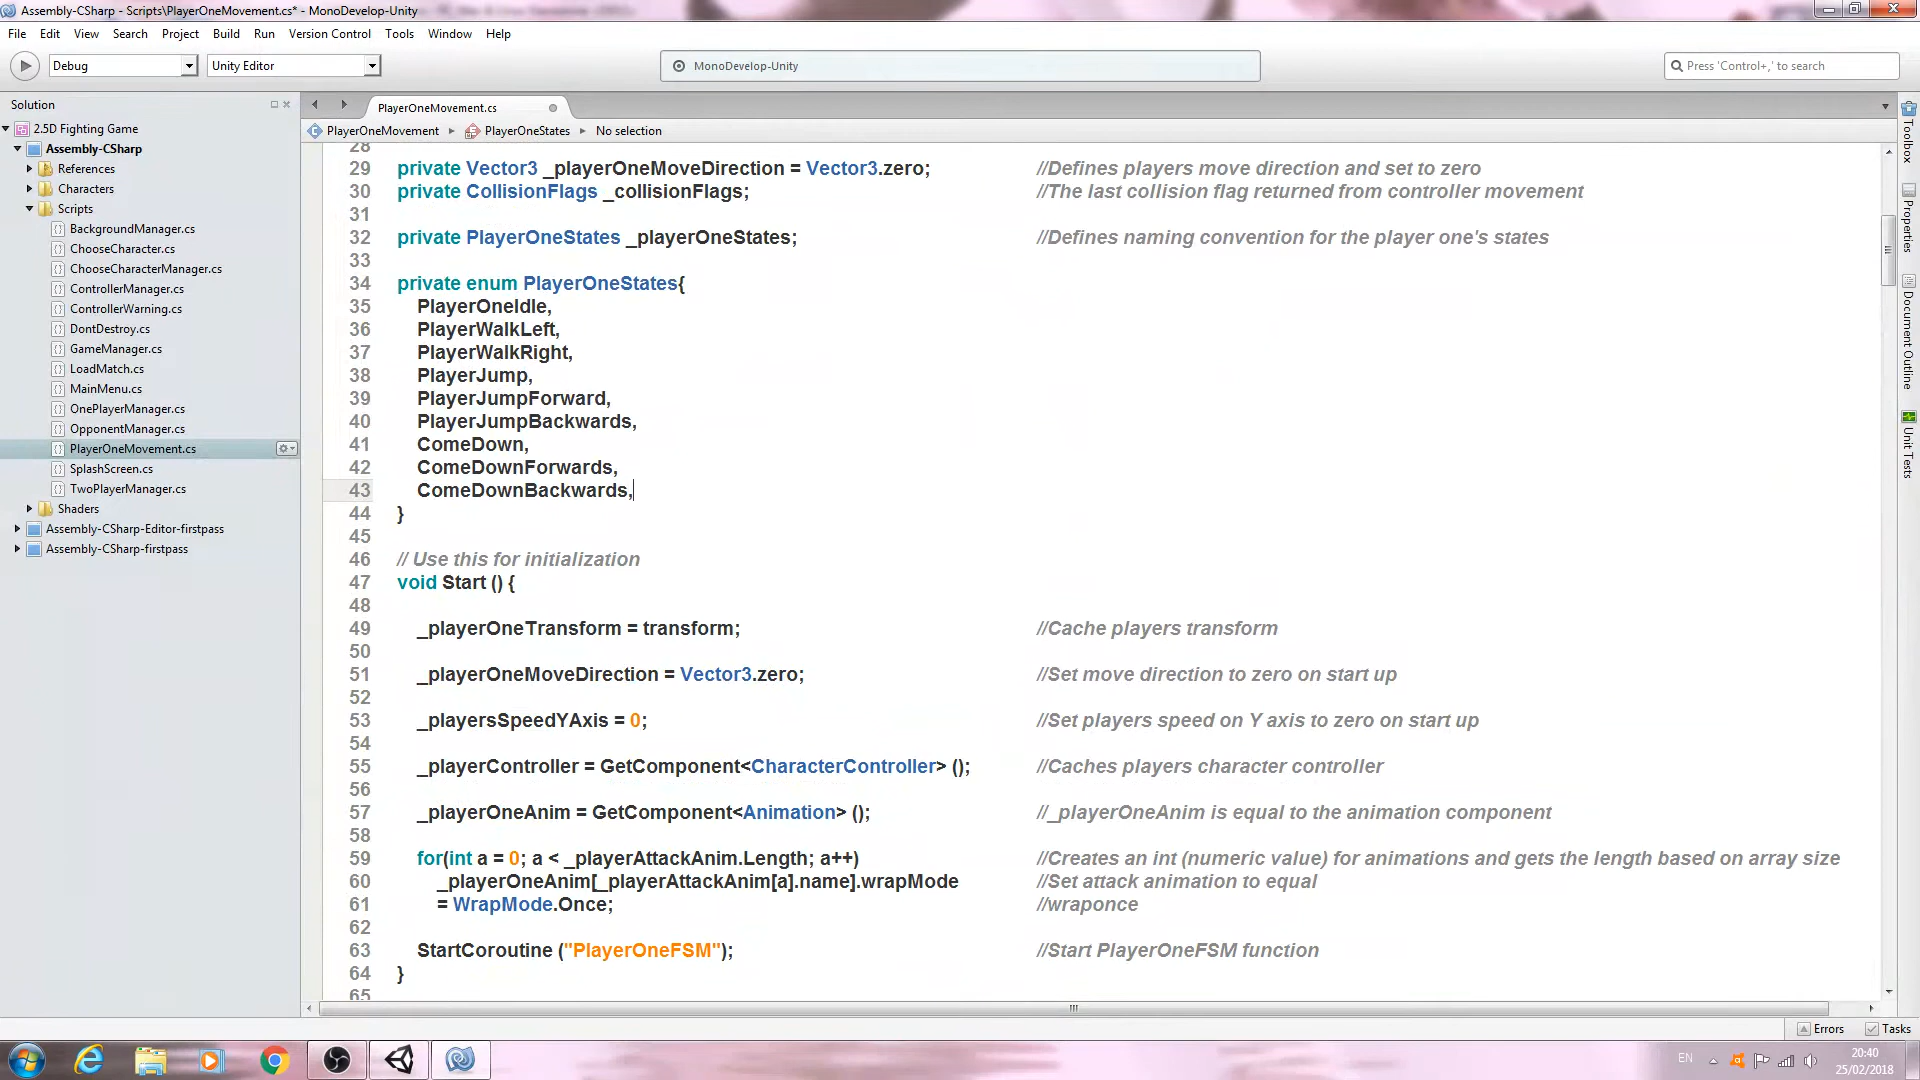 Assembly-CSharp - Scripts\PlayerOneMovement.cs* - MonoDevelop-Unity
File Edit View Search Project Build Run Version Control Tools Window Help
Debug Unity Editor MonoDevelop-Unity Press 'Control+,' to search
Solution
2.5D Fighting Game
Assembly-CSharp
References
Characters
Scripts
BackgroundManager.cs
ChooseCharacter.cs
ChooseCharacterManager.cs
ControllerManager.cs
ControllerWarning.cs
DontDestroy.cs
GameManager.cs
LoadMatch.cs
MainMenu.cs
OnePlayerManager.cs
OpponentManager.cs
PlayerOneMovement.cs
SplashScreen.cs
TwoPlayerManager.cs
Shaders
Assembly-CSharp-Editor-firstpass
Assembly-CSharp-firstpass
PlayerOneMovement.cs
PlayerOneMovement PlayerOneStates No selection
28
29 private Vector3 _playerOneMoveDirection = Vector3.zero; //Defines players move direction and set to zero
30 private CollisionFlags _collisionFlags; //The last collision flag returned from controller movement
31
32 private PlayerOneStates _playerOneStates; //Defines naming convention for the player one's states
33
34 private enum PlayerOneStates{
35 PlayerOneIdle,
36 PlayerWalkLeft,
37 PlayerWalkRight,
38 PlayerJump,
39 PlayerJumpForward,
40 PlayerJumpBackwards,
41 ComeDown,
42 ComeDownForwards,
43 ComeDownBackwards,
44 }
45
46 // Use this for initialization
47 void Start () {
48
49 _playerOneTransform = transform; //Cache players transform
50
51 _playerOneMoveDirection = Vector3.zero; //Set move direction to zero on start up
52
53 _playersSpeedYAxis = 0; //Set players speed on Y axis to zero on start up
54
55 _playerController = GetComponent<CharacterController> (); //Caches players character controller
56
57 _playerOneAnim = GetComponent<Animation> (); //_playerOneAnim is equal to the animation component
58
59 for(int a = 0; a < _playerAttackAnim.Length; a++) //Creates an int (numeric value) for animations and gets the length based on array size
60 _playerOneAnim[_playerAttackAnim[a].name].wrapMode //Set attack animation to equal
61 = WrapMode.Once; //wraponce
62
63 StartCoroutine ("PlayerOneFSM"); //Start PlayerOneFSM function
64 }
65
Toolbox
Properties
Document Outline
Unit Tests
Errors Tasks
EN 20:40
25/02/2018